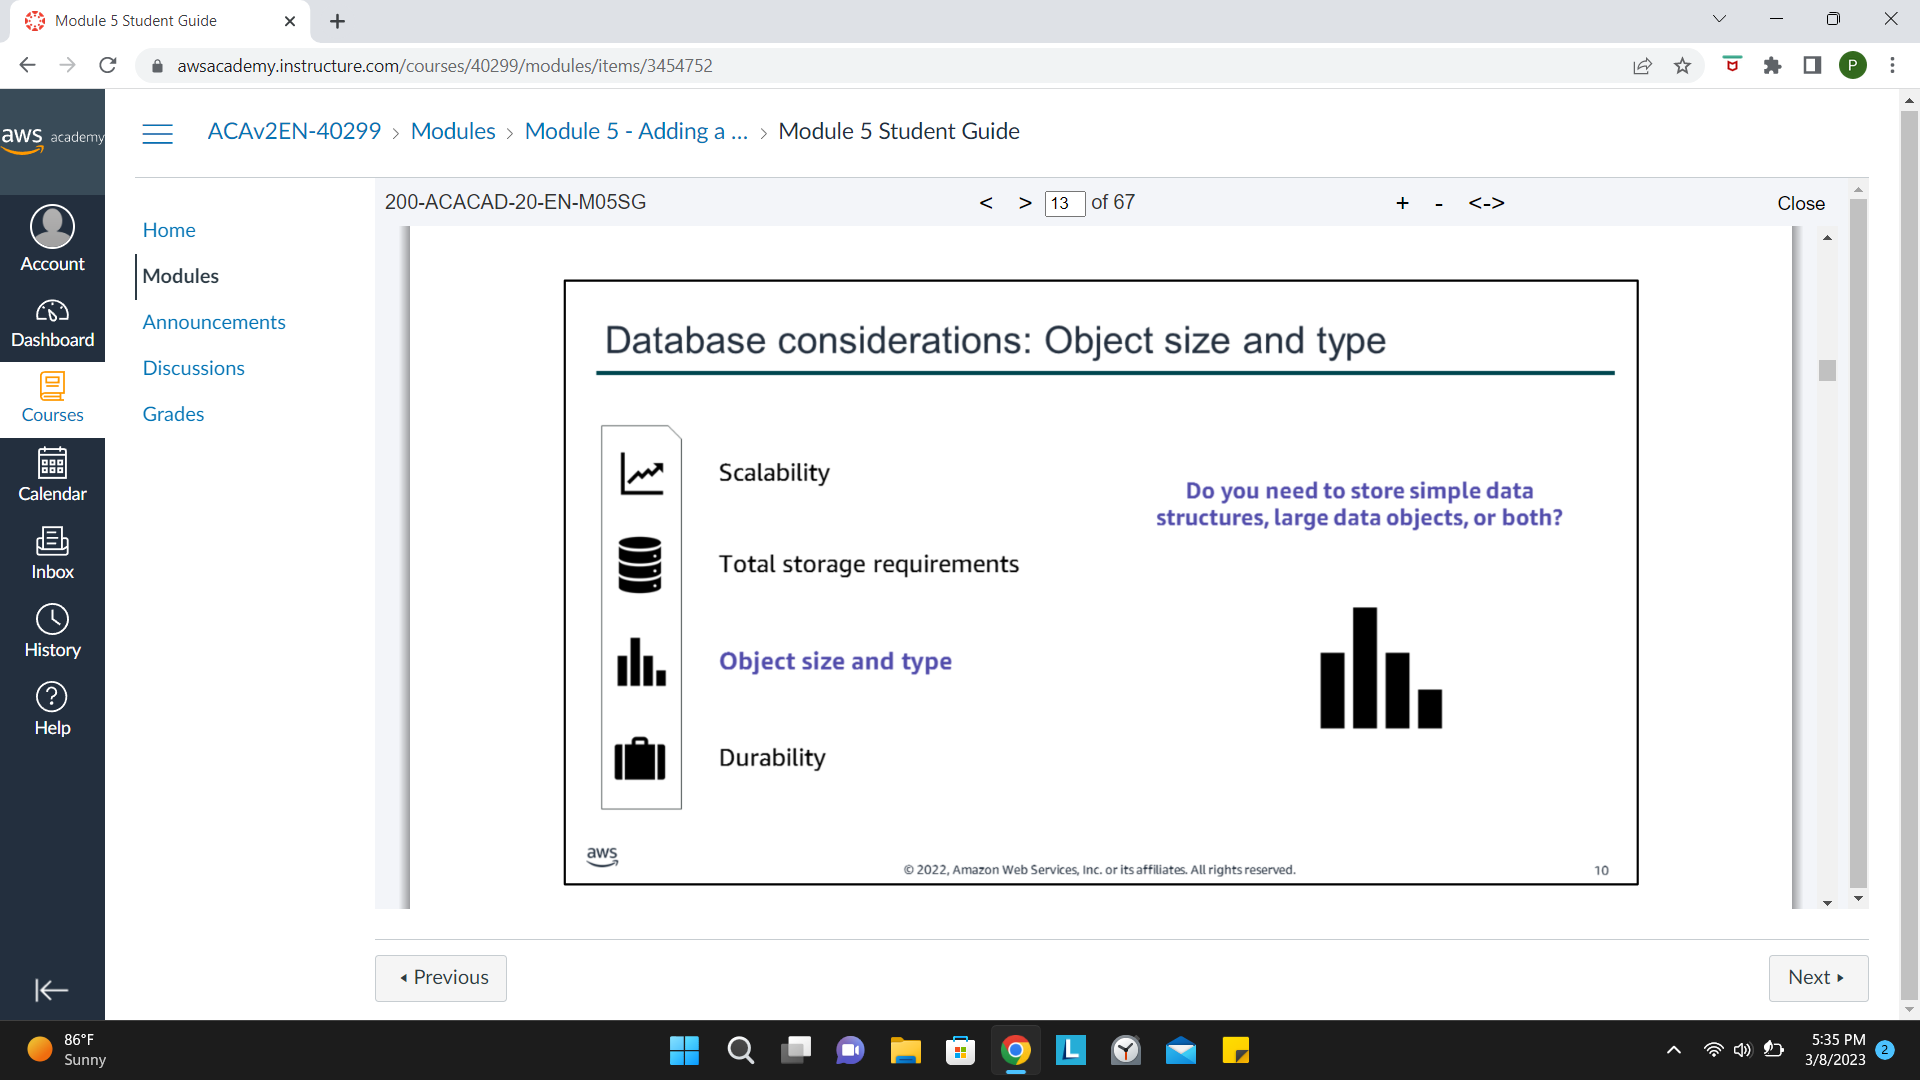 Module 5 Student Guide
awsacademy.instructure.com/courses/40299/modules/items/3454752
P
aws academy
ACAv2EN-40299 > Modules > Module 5 - Adding a ... > Module 5 Student Guide
200-ACACAD-20-EN-M05SG < > 13 of 67 + - <-> Close
Account
Dashboard
Courses
Calendar
Inbox
History
Help
Home
Modules
Announcements
Discussions
Grades
Database considerations: Object size and type
Scalability
Total storage requirements
Object size and type
Durability
Do you need to store simple data
structures, large data objects, or both?
aws
© 2022, Amazon Web Services, Inc. or its affiliates. All rights reserved.
10
Previous
Next
86°F
Sunny
L
5:35 PM
3/8/2023
2